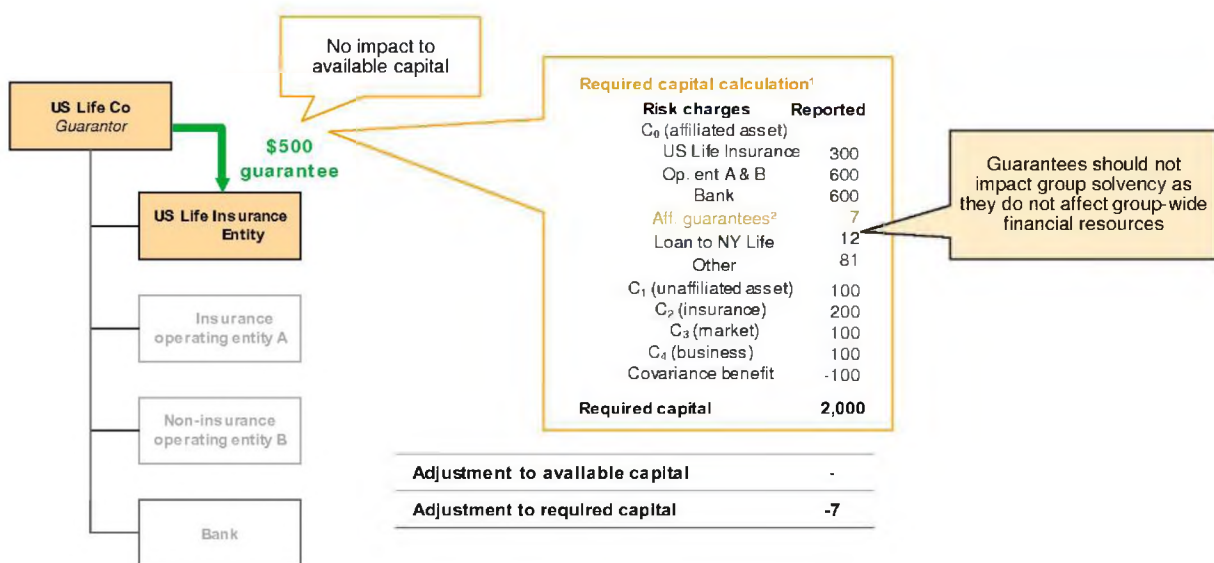 No impact to
available capital
US Life Co
Guarantor
$500
guarantee
US Life Insurance
Entity
Insurance
operating entity A
Non-insurance
operating entity B
Bank
Required capital calculation¹
Risk charges Reported
C₀ (affiliated asset)
US Life Insurance 300
Op. ent A & B 600
Bank 600
Aff. guarantees² 7
Loan to NY Life 12
Other 81
C₁ (unaffiliated asset) 100
C₂ (insurance) 200
C₃ (market) 100
C₄ (business) 100
Covariance benefit -100
Required capital 2,000
Guarantees should not
impact group solvency as
they do not affect group-wide
financial resources
Adjustment to available capital -
Adjustment to required capital -7